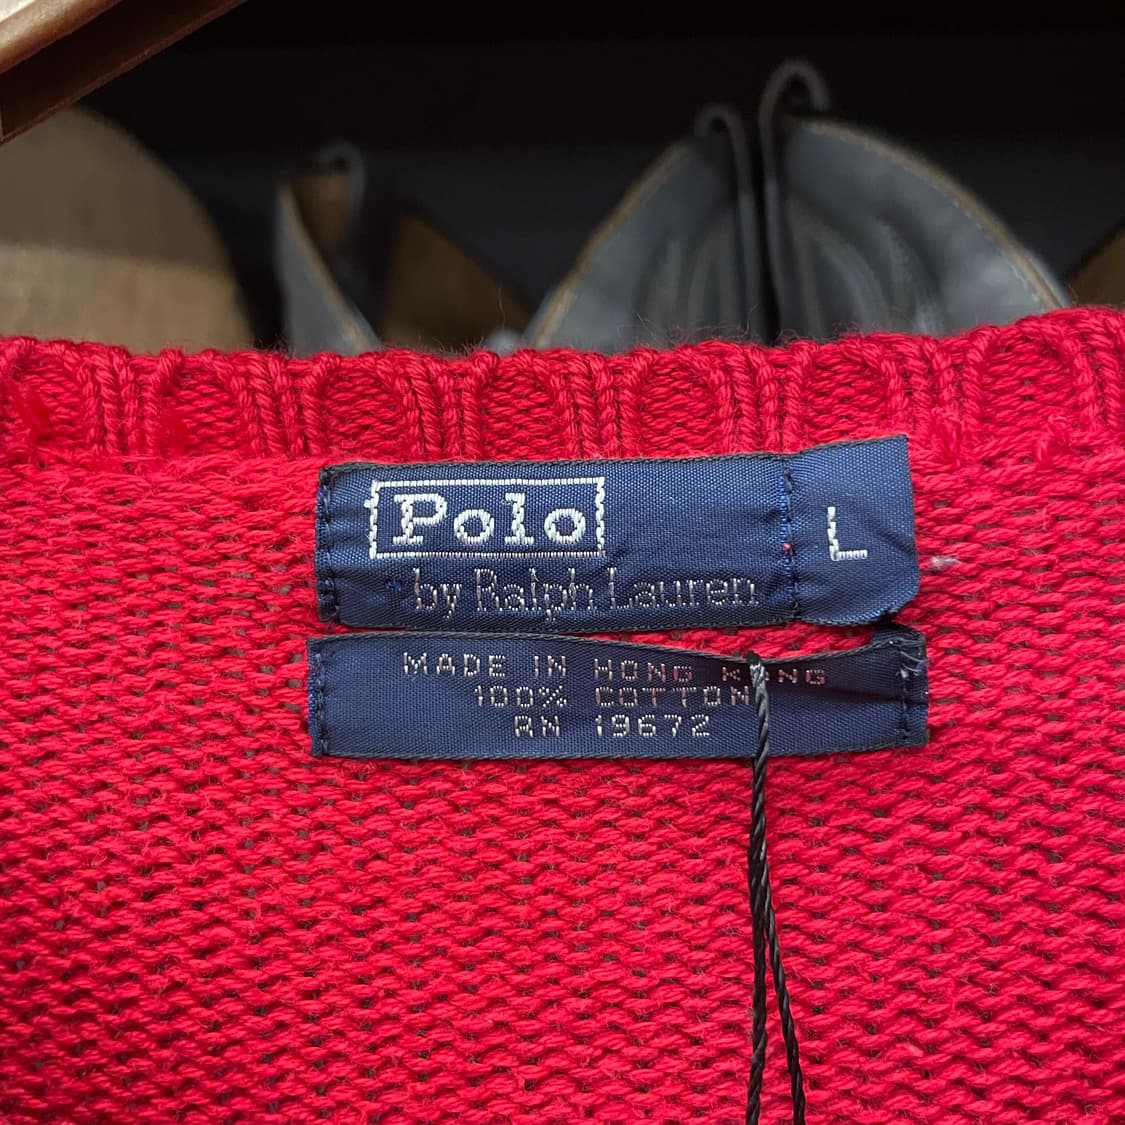 Polo
by Ralph Lauren
L
MADE IN HONG KONG
100% COTTON
RN 19672